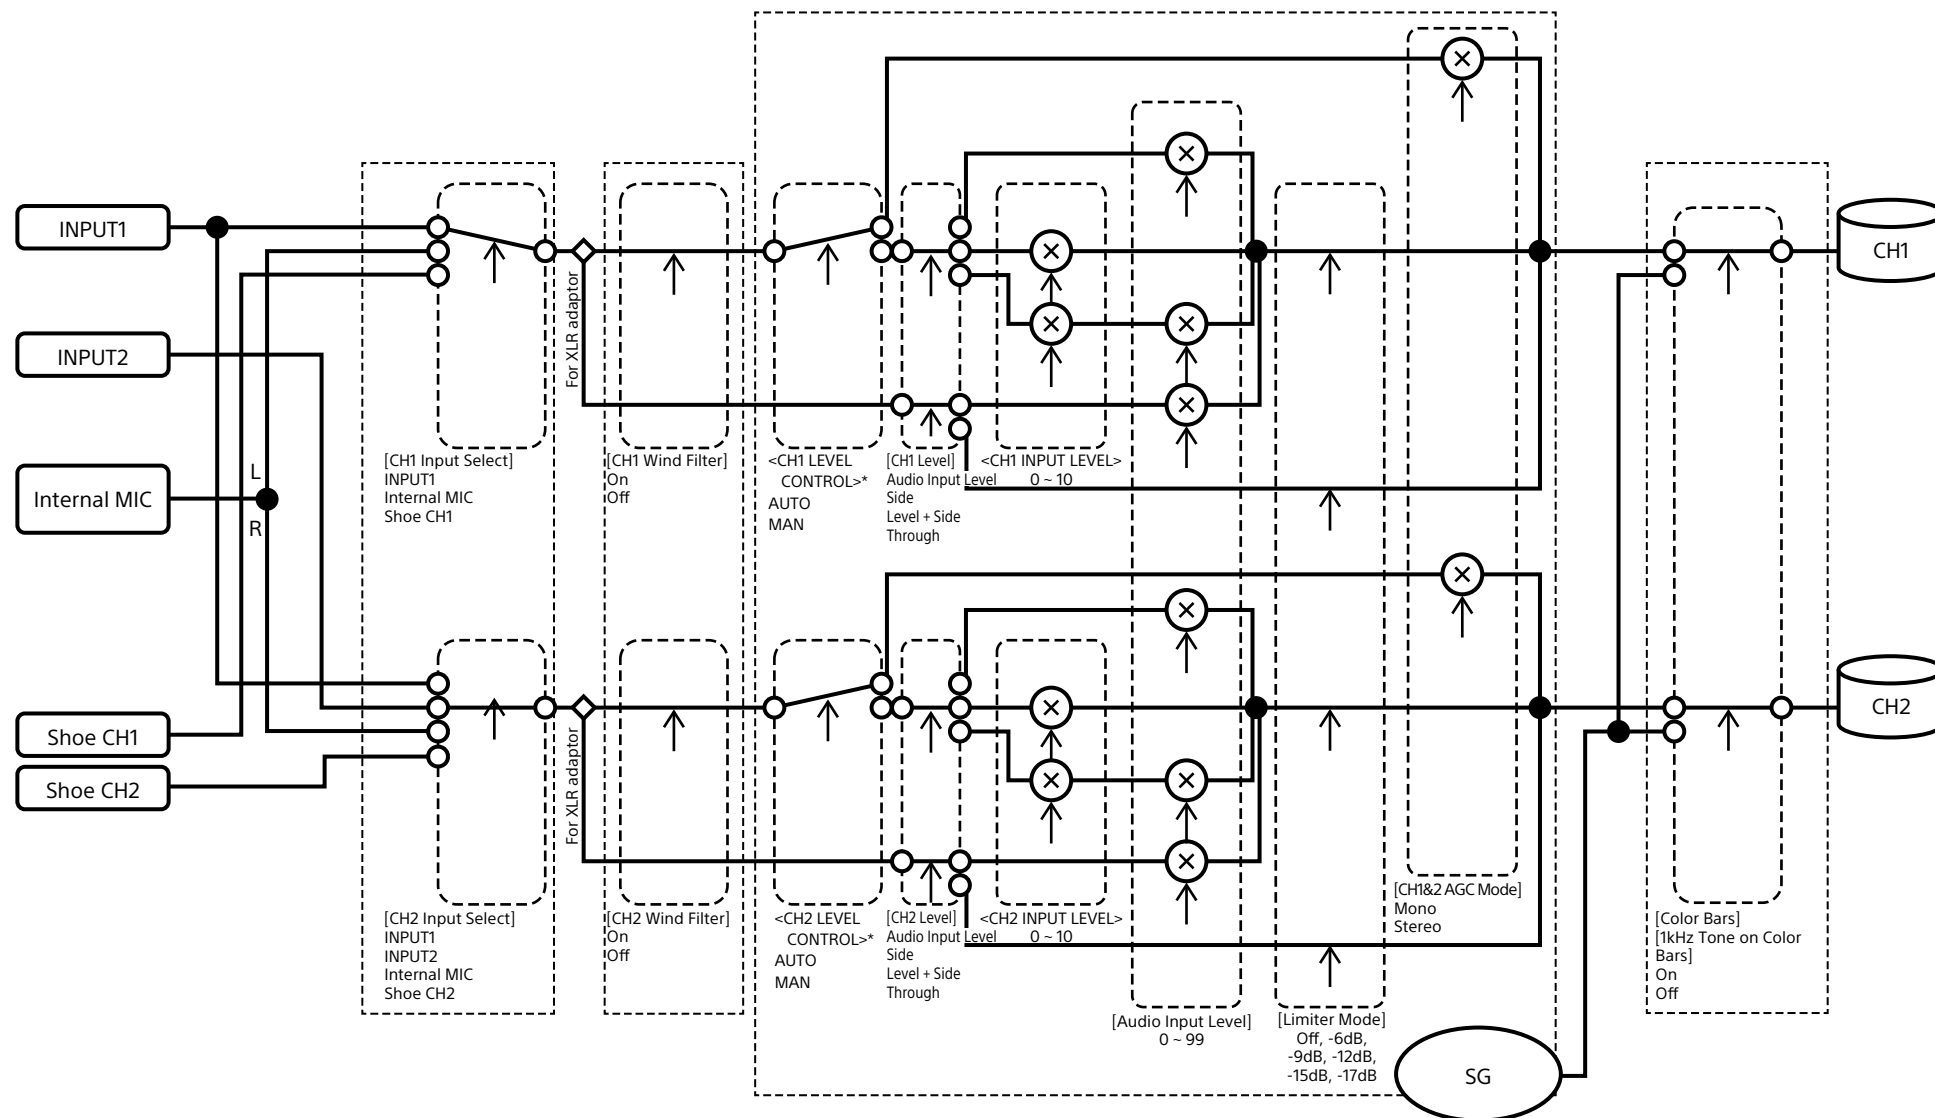 INPUT1
INPUT2
Internal MIC
L
R
Shoe CH1
Shoe CH2
[CH1 Input Select]
INPUT1
Internal MIC
Shoe CH1
For XLR adaptor
[CH1 Wind Filter]
On
Off
<CH1 LEVEL
CONTROL>*
AUTO
MAN
[CH1 Level]
Audio Input Level
Side
Level + Side
Through
<CH1 INPUT LEVEL>
0 ~ 10
CH1
[CH2 Input Select]
INPUT1
INPUT2
Internal MIC
Shoe CH2
For XLR adaptor
[CH2 Wind Filter]
On
Off
<CH2 LEVEL
CONTROL>*
AUTO
MAN
[CH2 Level]
Audio Input Level
Side
Level + Side
Through
<CH2 INPUT LEVEL>
0 ~ 10
[Audio Input Level]
0 ~ 99
[Limiter Mode]
Off, -6dB,
-9dB, -12dB,
-15dB, -17dB
[CH1&2 AGC Mode]
Mono
Stereo
SG
[Color Bars]
[1kHz Tone on Color
Bars]
On
Off
CH2